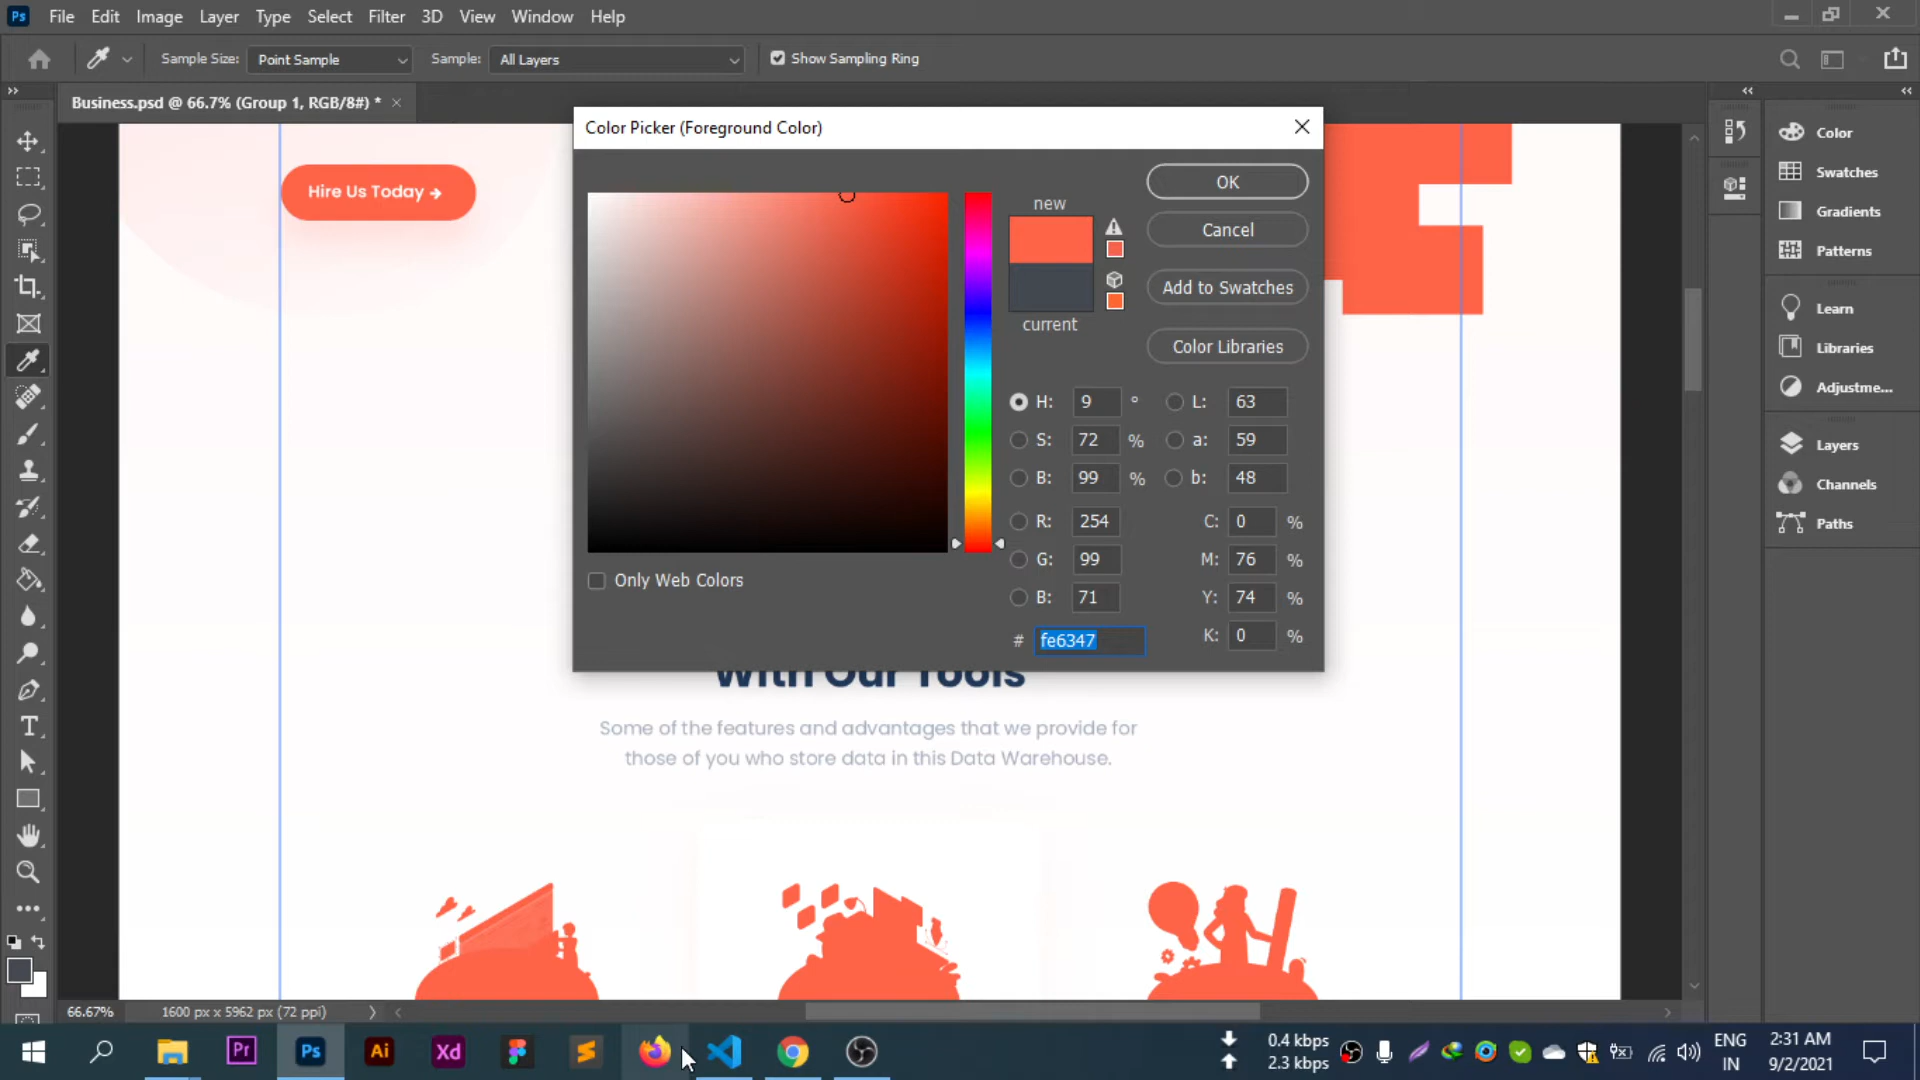 Ps File Edit Image Layer Type Select Filter 3D View Window Help
Sample Size: Point Sample Sample: All Layers Show Sampling Ring
Business.psd @ 66.7% (Group 1, RGB/8#) *
Hire Us Today
Color Picker (Foreground Color)
new
current
OK
Cancel
Add to Swatches
Color Libraries
H: 9 °
S: 72 %
B: 99 %
R: 254
G: 99
B: 71
# fe6347
L: 63
a: 59
b: 48
C: 0 %
M: 76 %
Y: 74 %
K: 0 %
Only Web Colors
With Our Tools
Some of the features and advantages that we provide for
those of you who store data in this Data Warehouse.
Color
Swatches
Gradients
Patterns
Learn
Libraries
Adjustme...
Layers
Channels
Paths
T
66.67% 1600 px x 5962 px (72 ppi)
Pr Ps Ai Xd
0.4 kbps
2.3 kbps
ENG
IN
2:31 AM
9/2/2021